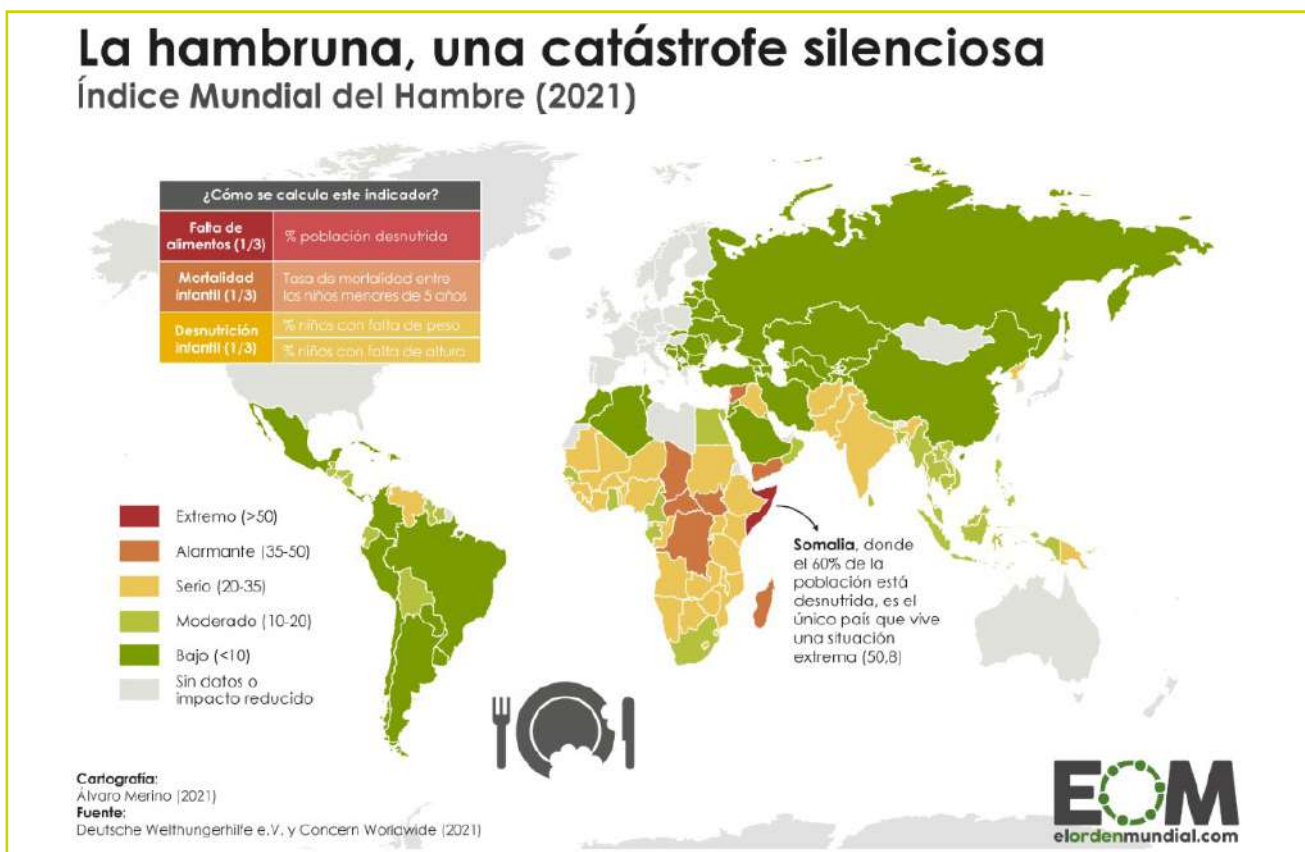 La hambruna, una catástrofe silenciosa
Índice Mundial del Hambre (2021)
¿Cómo se calcula este indicador?
Falta de
alimentos (1/3)
% población desnutrida
Mortalidad
infantil (1/3)
Tasa de mortalidad entre
los niños menores de 5 años
Desnutrición
infantil (1/3)
% niños con falta de peso
% niños con falta de altura
Extremo (>50)
Alarmante (35-50)
Serio (20-35)
Moderado (10-20)
Bajo (<10)
Sin datos o
impacto reducido
Somalia, donde
el 60% de la
población está
desnutrida, es el
único país que vive
una situación
extrema (50,8)
Cartografía:
Álvaro Merino (2021)
Fuente:
Deutsche Welthungerhilfe e.V. y Concern Worldwide (2021)
EOM
elordenmundial.com